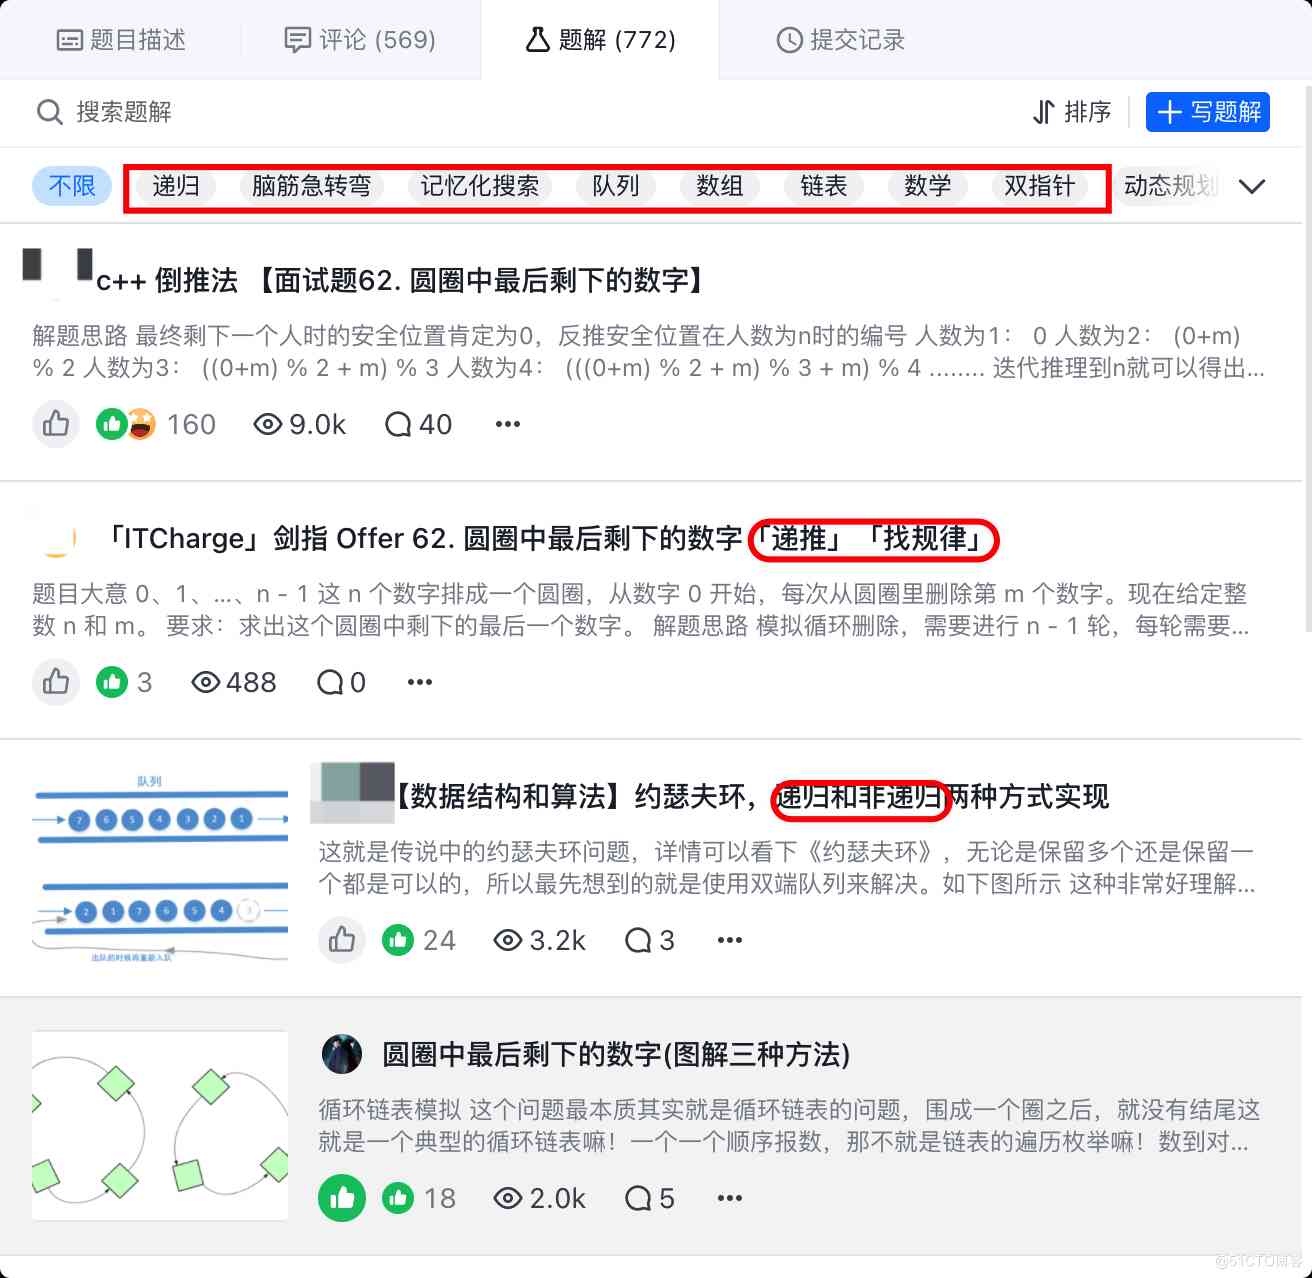 题目描述 评论 (569) 题解 (772) 提交记录
搜索题解 排序 写题解
不限 递归 脑筋急转弯 记忆化搜索 队列 数组 链表 数学 双指针 动态规划
c++ 倒推法 【面试题62. 圆圈中最后剩下的数字】
解题思路 最终剩下一个人时的安全位置肯定为0，反推安全位置在人数为n时的编号 人数为1： 0 人数为2： (0+m)
% 2 人数为3： ((0+m) % 2 + m) % 3 人数为4： (((0+m) % 2 + m) % 3 + m) % 4 ........ 迭代推理到n就可以得出...
160 9.0k 40
「ITCharge」剑指 Offer 62. 圆圈中最后剩下的数字「递推」「找规律」
题目大意 0、1、…、n - 1 这 n 个数字排成一个圆圈，从数字 0 开始，每次从圆圈里删除第 m 个数字。现在给定整
数 n 和 m。 要求：求出这个圆圈中剩下的最后一个数字。 解题思路 模拟循环删除，需要进行 n - 1 轮，每轮需要...
3 488 0
队列
7 6 5 4 3 2 1
2 1 7 6 5 4 3
出队的时候再重新入队
【数据结构和算法】约瑟夫环，递归和非递归两种方式实现
这就是传说中的约瑟夫环问题，详情可以看下《约瑟夫环》，无论是保留多个还是保留一
个都是可以的，所以最先想到的就是使用双端队列来解决。如下图所示 这种非常好理解...
24 3.2k 3
圆圈中最后剩下的数字(图解三种方法)
循环链表模拟 这个问题最本质其实就是循环链表的问题，围成一个圈之后，就没有结尾这
就是一个典型的循环链表嘛！一个一个顺序报数，那不就是链表的遍历枚举嘛！数到对...
18 2.0k 5
@51CTO博客